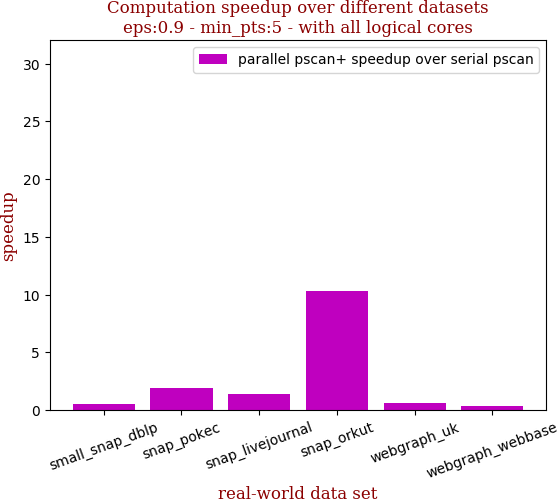 Computation speedup over different datasets
eps:0.9 - min_pts:5 - with all logical cores
parallel pscan+ speedup over serial pscan
speedup
30
25
20
15
10
5
0
small_snap_dblp
snap_pokec
snap_livejournal
snap_orkut
webgraph_uk
webgraph_webbase
real-world data set